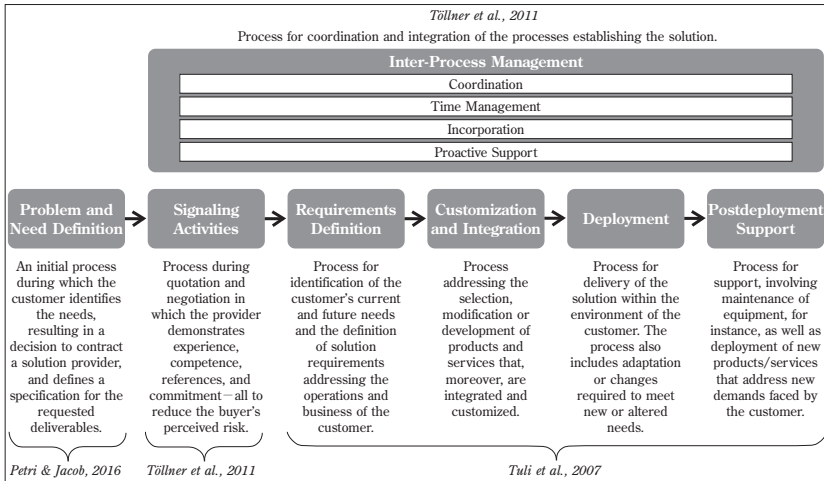 Töllner et al., 2011
Process for coordination and integration of the processes establishing the solution.
Inter-Process Management
Coordination
Time Management
Incorporation
Proactive Support
Problem and
Need Definition
Signaling
Activities
Requirements
Definition
Customization
and Integration
Deployment
Postdeployment
Support
An initial process
during which the
customer identifies
the needs,
resulting in a
decision to contract
a solution provider,
and defines a
specification for the
requested
deliverables.
Process during
quotation and
negotiation in
which the provider
demonstrates
experience,
competence,
references, and
commitment—all to
reduce the buyer's
perceived risk.
Process for
identification of the
customer's current
and future needs
and the definition
of solution
requirements
addressing the
operations and
business of the
customer.
Process
addressing the
selection,
modification or
development of
products and
services that,
moreover, are
integrated and
customized.
Process for
delivery of the
solution within the
environment of the
customer. The
process also
includes adaptation
or changes
required to meet
new or altered
needs.
Process for
support, involving
maintenance of
equipment, for
instance, as well as
deployment of new
products/services
that address new
demands faced by
the customer.
Petri & Jacob, 2016
Töllner et al., 2011
Tuli et al., 2007